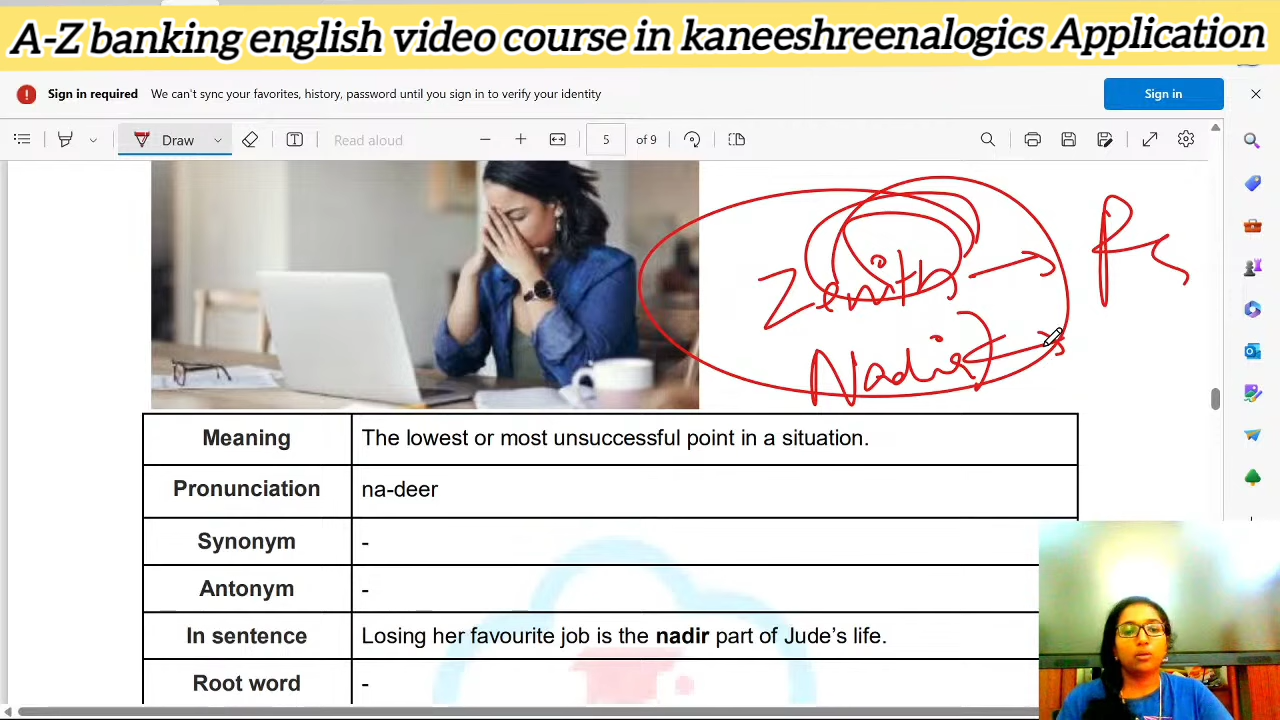 A-Z banking english video course in kaneeshreenalogics Application
Sign in required We can't sync your favorites, history, password until you sign in to verify your identity Sign in
Draw Read aloud 5 of 9
Zenith
Nadir
Meaning The lowest or most unsuccessful point in a situation.
Pronunciation na-deer
Synonym -
Antonym -
In sentence Losing her favourite job is the nadir part of Jude’s life.
Root word -